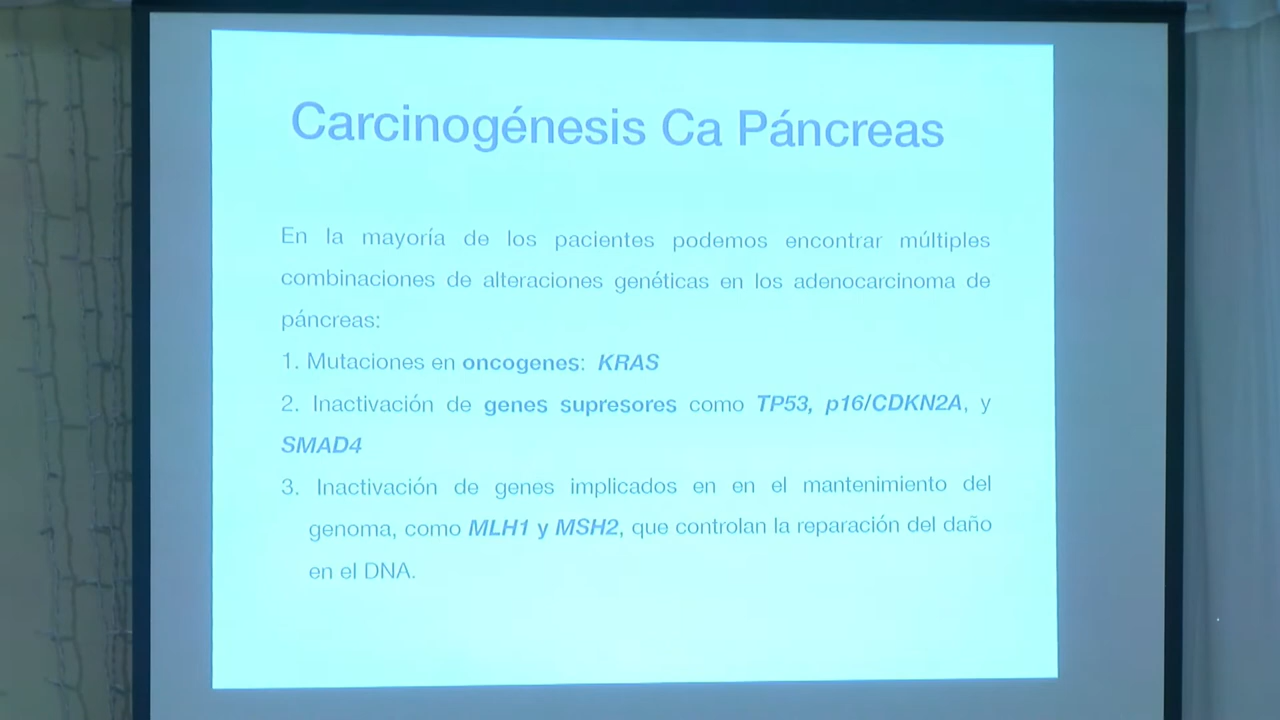 Carcinogénesis Ca Páncreas
En la mayoría de los pacientes podemos encontrar múltiples
combinaciones de alteraciones genéticas en los adenocarcinoma de
páncreas:
1. Mutaciones en oncogenes: KRAS
2. Inactivación de genes supresores como TP53, p16/CDKN2A, y
SMAD4
3. Inactivación de genes implicados en en el mantenimiento del
genoma, como MLH1 y MSH2, que controlan la reparación del daño
en el DNA.